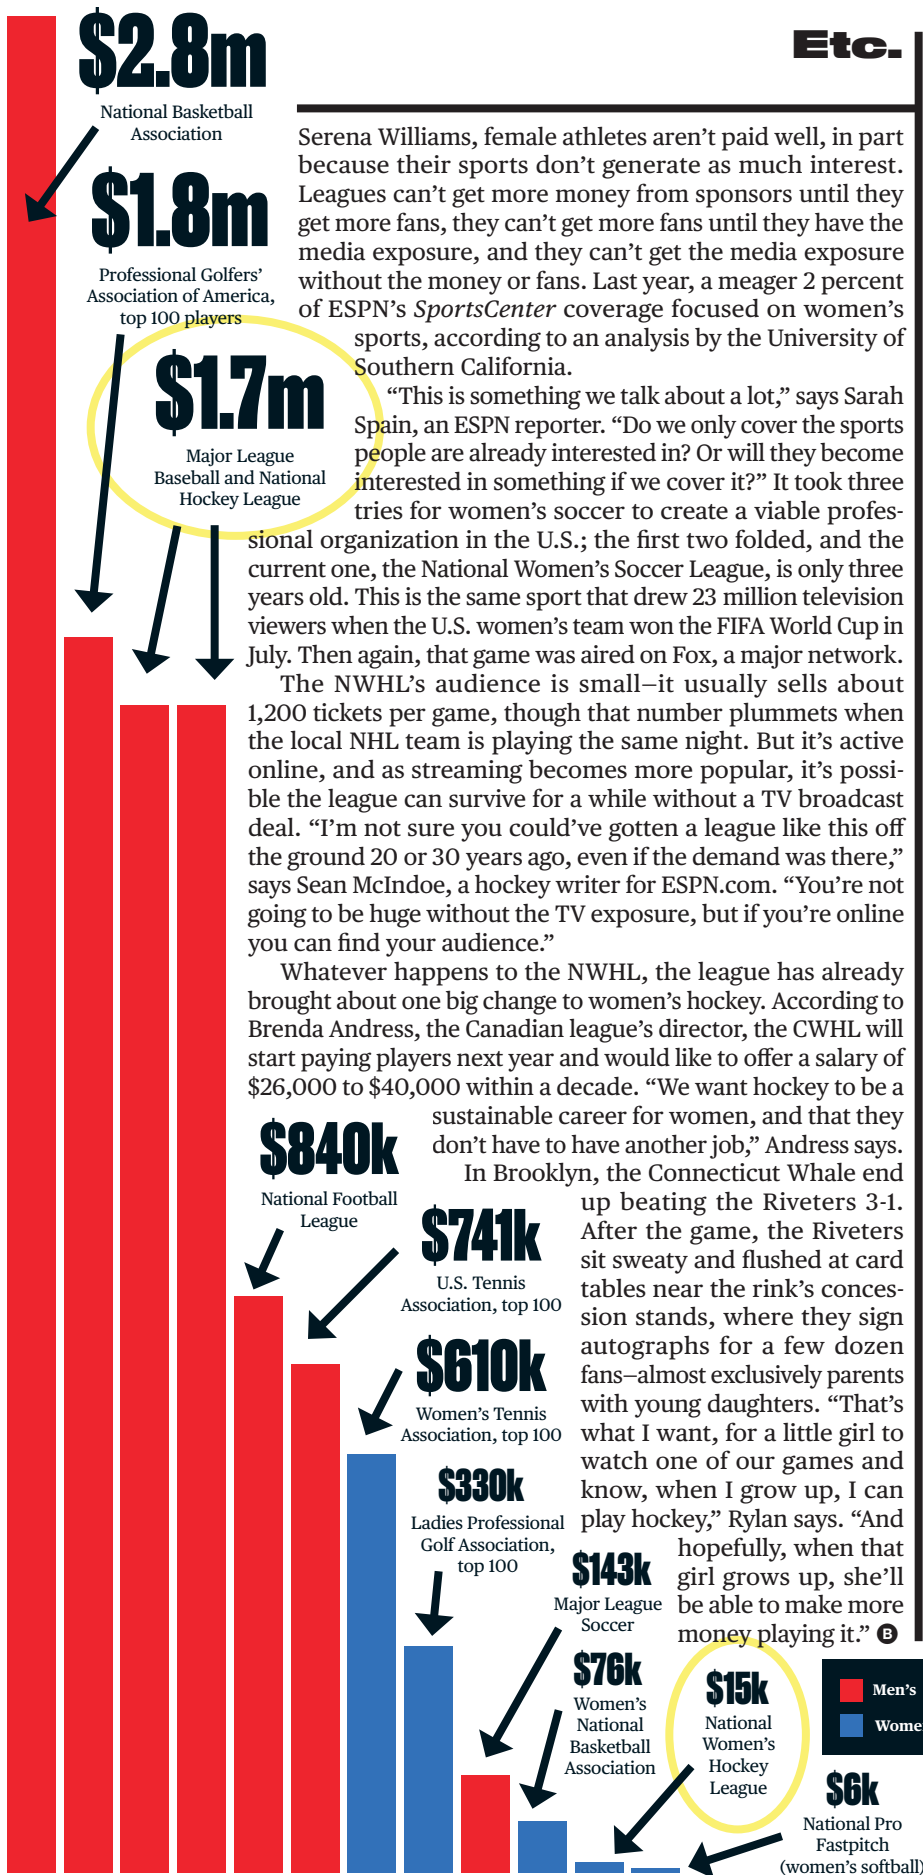 Etc.
$2.8m
National Basketball
Association
$1.8m
Professional Golfers’
Association of America,
top 100 players
$1.7m
Major League
Baseball and National
Hockey League
Serena Williams, female athletes aren’t paid well, in part
because their sports don’t generate as much interest.
Leagues can’t get more money from sponsors until they
get more fans, they can’t get more fans until they have the
media exposure, and they can’t get the media exposure
without the money or fans. Last year, a meager 2 percent
of ESPN’s SportsCenter coverage focused on women’s
sports, according to an analysis by the University of
Southern California.
“This is something we talk about a lot,” says Sarah
Spain, an ESPN reporter. “Do we only cover the sports
people are already interested in? Or will they become
interested in something if we cover it?” It took three
tries for women’s soccer to create a viable profes-
sional organization in the U.S.; the first two folded, and the
current one, the National Women’s Soccer League, is only three
years old. This is the same sport that drew 23 million television
viewers when the U.S. women’s team won the FIFA World Cup in
July. Then again, that game was aired on Fox, a major network.
The NWHL’s audience is small—it usually sells about
1,200 tickets per game, though that number plummets when
the local NHL team is playing the same night. But it’s active
online, and as streaming becomes more popular, it’s possi-
ble the league can survive for a while without a TV broadcast
deal. “I’m not sure you could’ve gotten a league like this off
the ground 20 or 30 years ago, even if the demand was there,”
says Sean McIndoe, a hockey writer for ESPN.com. “You’re not
going to be huge without the TV exposure, but if you’re online
you can find your audience.”
Whatever happens to the NWHL, the league has already
brought about one big change to women’s hockey. According to
Brenda Andress, the Canadian league’s director, the CWHL will
start paying players next year and would like to offer a salary of
$26,000 to $40,000 within a decade. “We want hockey to be a
sustainable career for women, and that they
don’t have to have another job,” Andress says.
In Brooklyn, the Connecticut Whale end
up beating the Riveters 3-1.
After the game, the Riveters
sit sweaty and flushed at card
tables near the rink’s conces-
sion stands, where they sign
autographs for a few dozen
fans—almost exclusively parents
with young daughters. “That’s
what I want, for a little girl to
watch one of our games and
know, when I grow up, I can
play hockey,” Rylan says. “And
hopefully, when that
girl grows up, she’ll
be able to make more
money playing it.” B
$840k
National Football
League
$741k
U.S. Tennis
Association, top 100
$610k
Women’s Tennis
Association, top 100
$330k
Ladies Professional
Golf Association,
top 100
$143k
Major League
Soccer
$76k
Women’s
National
Basketball
Association
$15k
National
Women’s
Hockey
League
Men’s
Wome
$6k
National Pro
Fastpitch
(women’s softball)